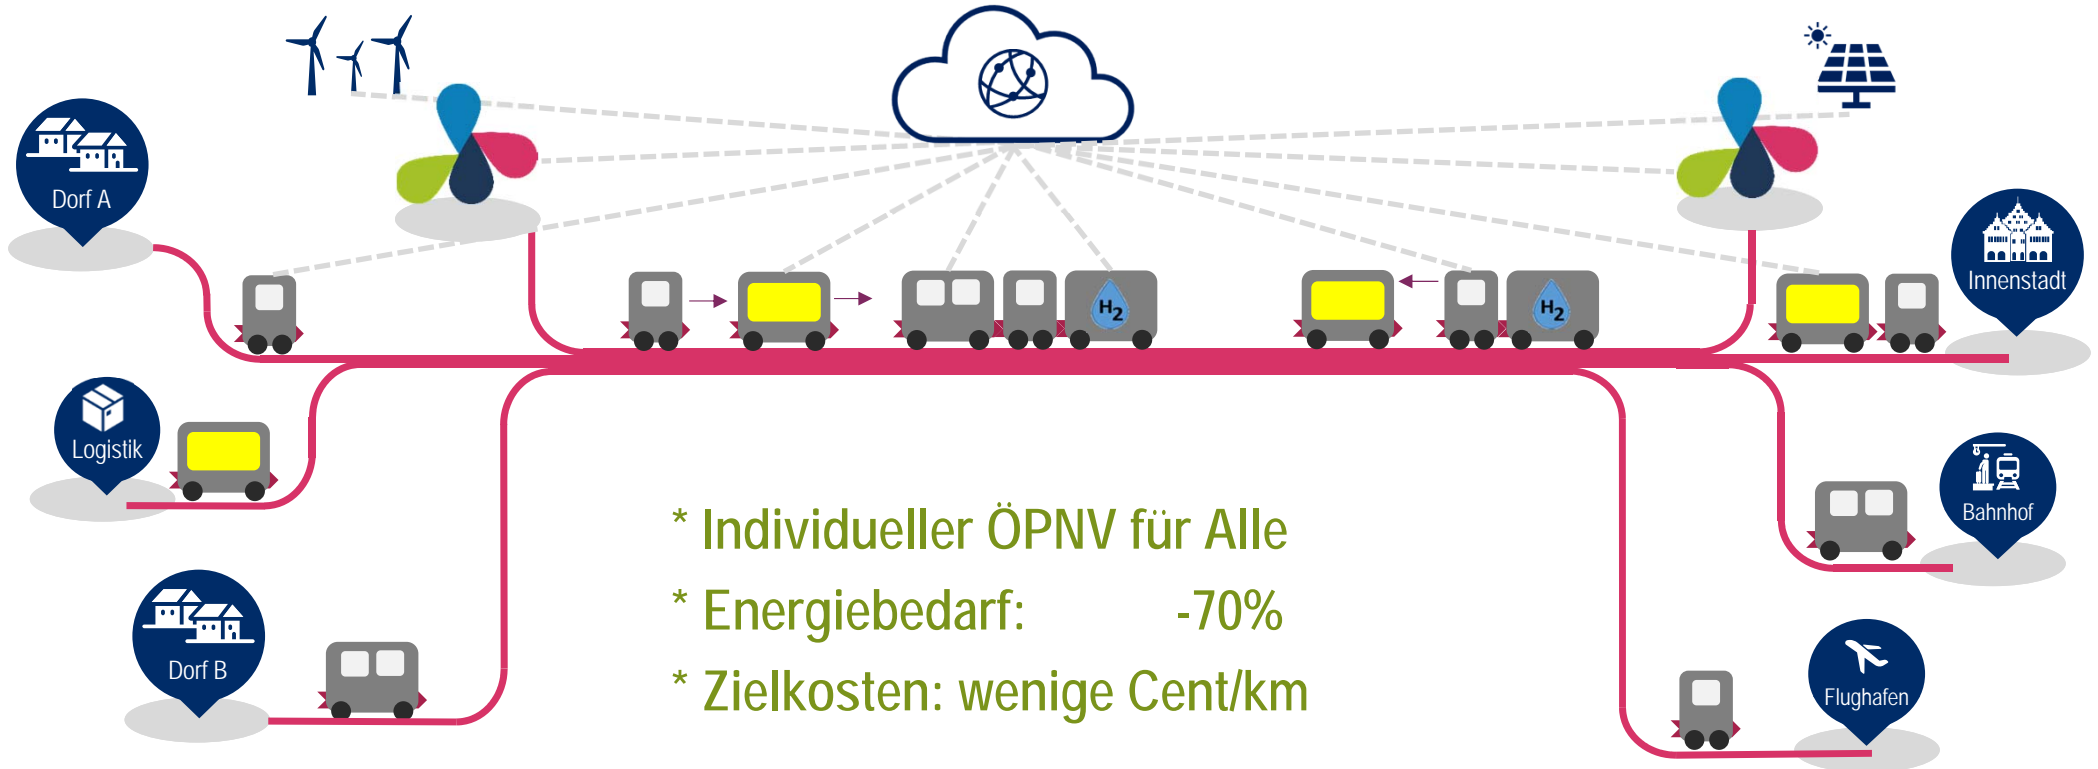 Dorf A
Innenstadt
H2
H2
Logistik
Bahnhof
Dorf B
Flughafen
* Individueller ÖPNV für Alle
* Energiebedarf: -70%
* Zielkosten: wenige Cent/km